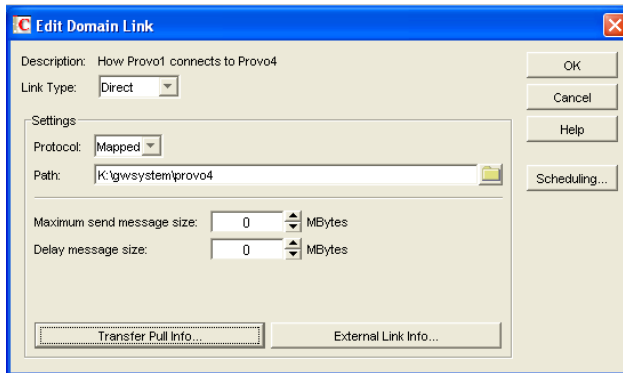 Edit Domain Link
Description: How Provo1 connects to Provo4
Link Type: Direct
Settings
Protocol: Mapped
Path: K:\gwsystem\provo4
Maximum send message size: 0 MBytes
Delay message size: 0 MBytes
Transfer Pull Info... External Link Info...
OK
Cancel
Help
Scheduling...